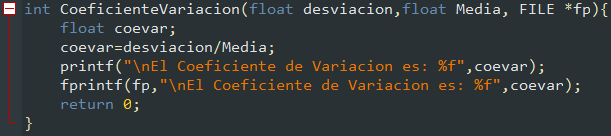 int CoeficienteVariacion(float desviacion,float Media, FILE *fp){
float coevar;
coevar=desviacion/Media;
printf("\nEl Coeficiente de Variacion es: %f",coevar);
fprintf(fp,"\nEl Coeficiente de Variacion es: %f",coevar);
return 0;
}